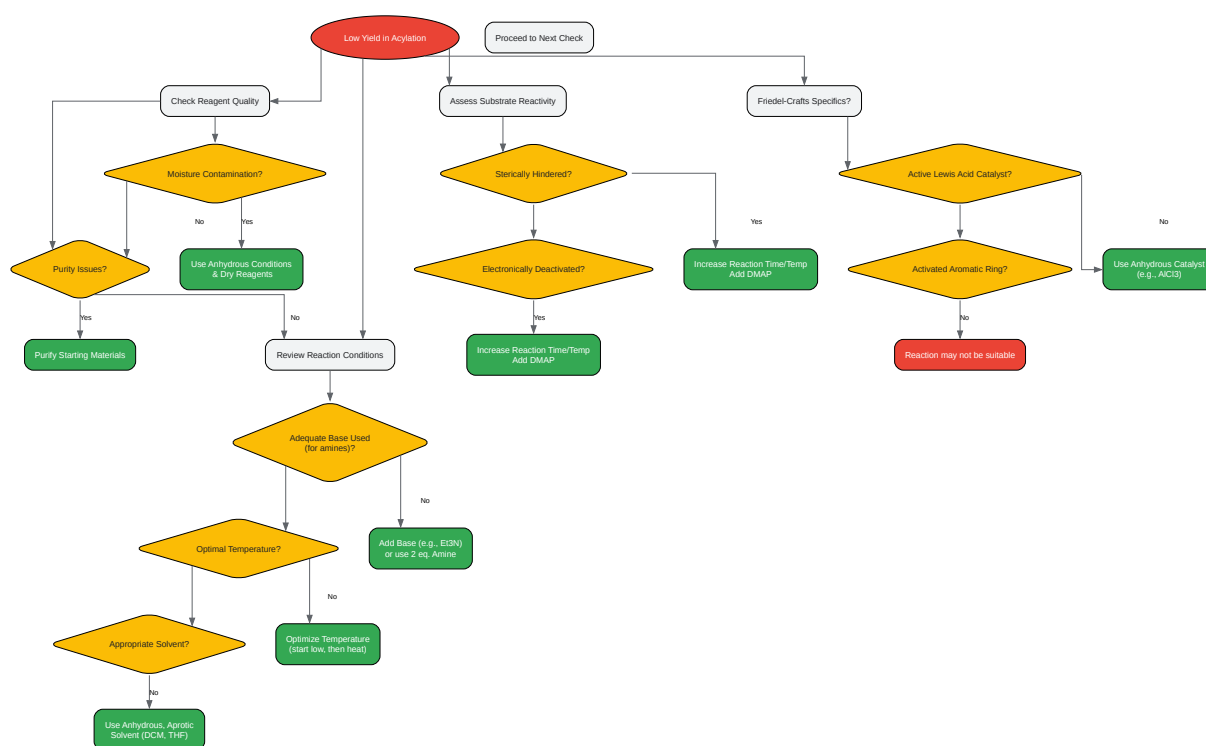 Low Yield in Acylation
Proceed to Next Check
Check Reagent Quality
Assess Substrate Reactivity
Friedel-Crafts Specifics?
Moisture Contamination?
Sterically Hindered?
Active Lewis Acid Catalyst?
No
Yes
Yes
No
Purity Issues?
Use Anhydrous Conditions
& Dry Reagents
Electronically Deactivated?
Increase Reaction Time/Temp
Add DMAP
Activated Aromatic Ring?
Use Anhydrous Catalyst
(e.g., AlCl3)
Yes
No
Yes
No
Purify Starting Materials
Review Reaction Conditions
Increase Reaction Time/Temp
Add DMAP
Reaction may not be suitable
Adequate Base Used
(for amines)?
No
Optimal Temperature?
Add Base (e.g., Et3N)
or use 2 eq. Amine
No
Appropriate Solvent?
Optimize Temperature
(start low, then heat)
No
Use Anhydrous, Aprotic
Solvent (DCM, THF)